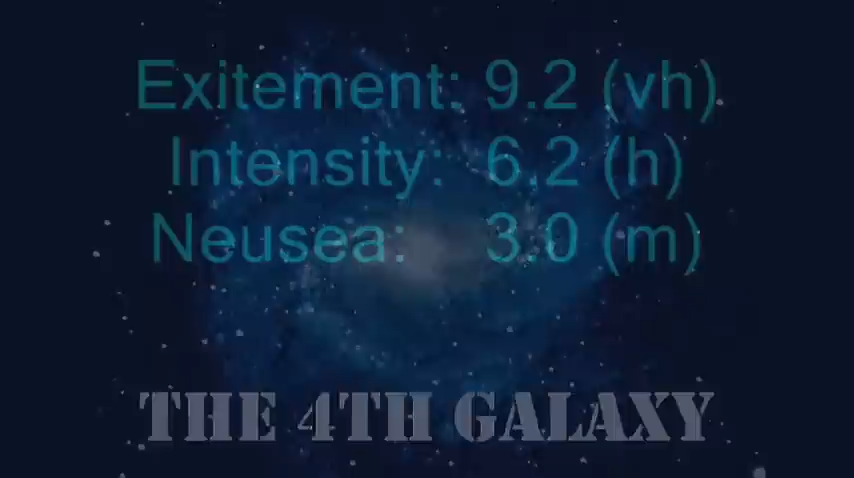 Exitement: 9.2 (vh)
Intensity: 6.2 (h)
Neusea: 3.0 (m)
THE 4TH GALAXY